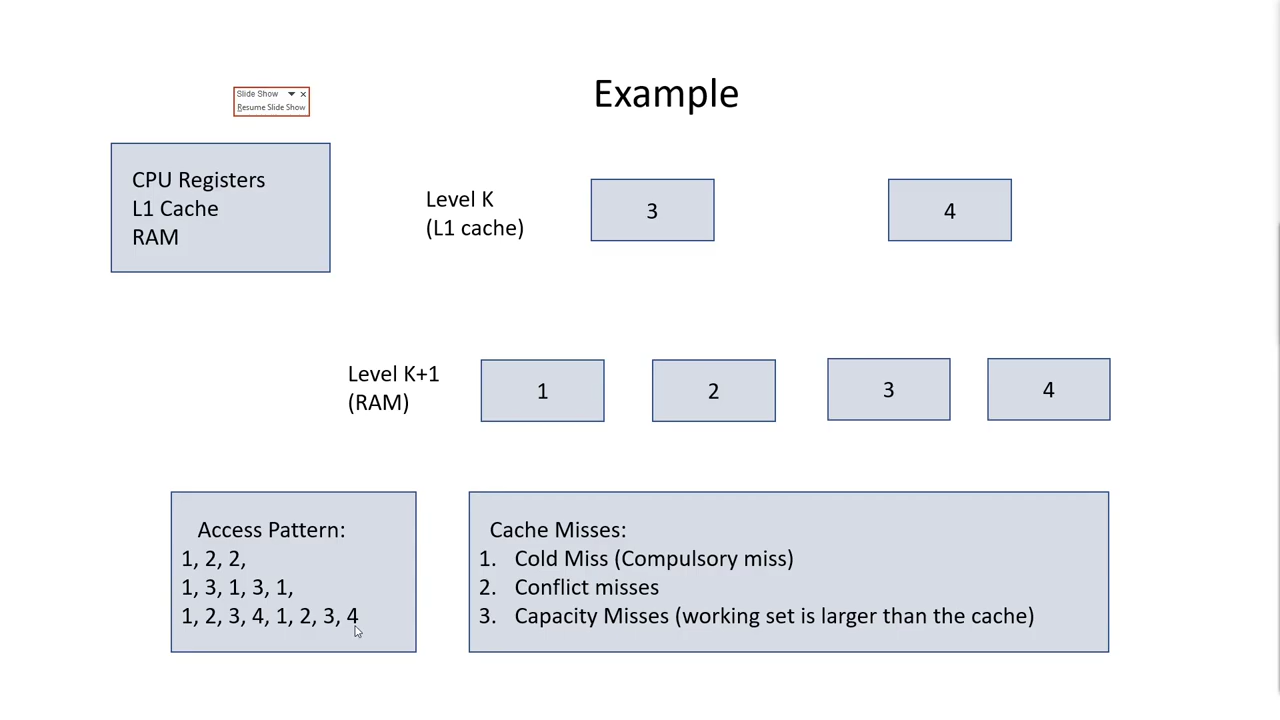 Example
Slide Show
Resume Slide Show
CPU Registers
L1 Cache
RAM
Level K
(L1 cache)
3
4
Level K+1
(RAM)
1
2
3
4
Access Pattern:
1, 2, 2,
1, 3, 1, 3, 1,
1, 2, 3, 4, 1, 2, 3, 4
Cache Misses:
1. Cold Miss (Compulsory miss)
2. Conflict misses
3. Capacity Misses (working set is larger than the cache)